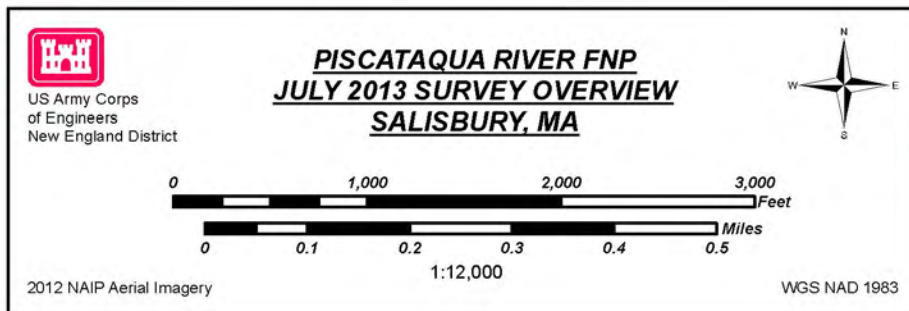 US Army Corps
of Engineers
New England District
PISCATAQUA RIVER FNP
JULY 2013 SURVEY OVERVIEW
SALISBURY, MA
N
W E
S
0 1,000 2,000 3,000
Feet
Miles
0 0.1 0.2 0.3 0.4 0.5
1:12,000
2012 NAIP Aerial Imagery
WGS NAD 1983